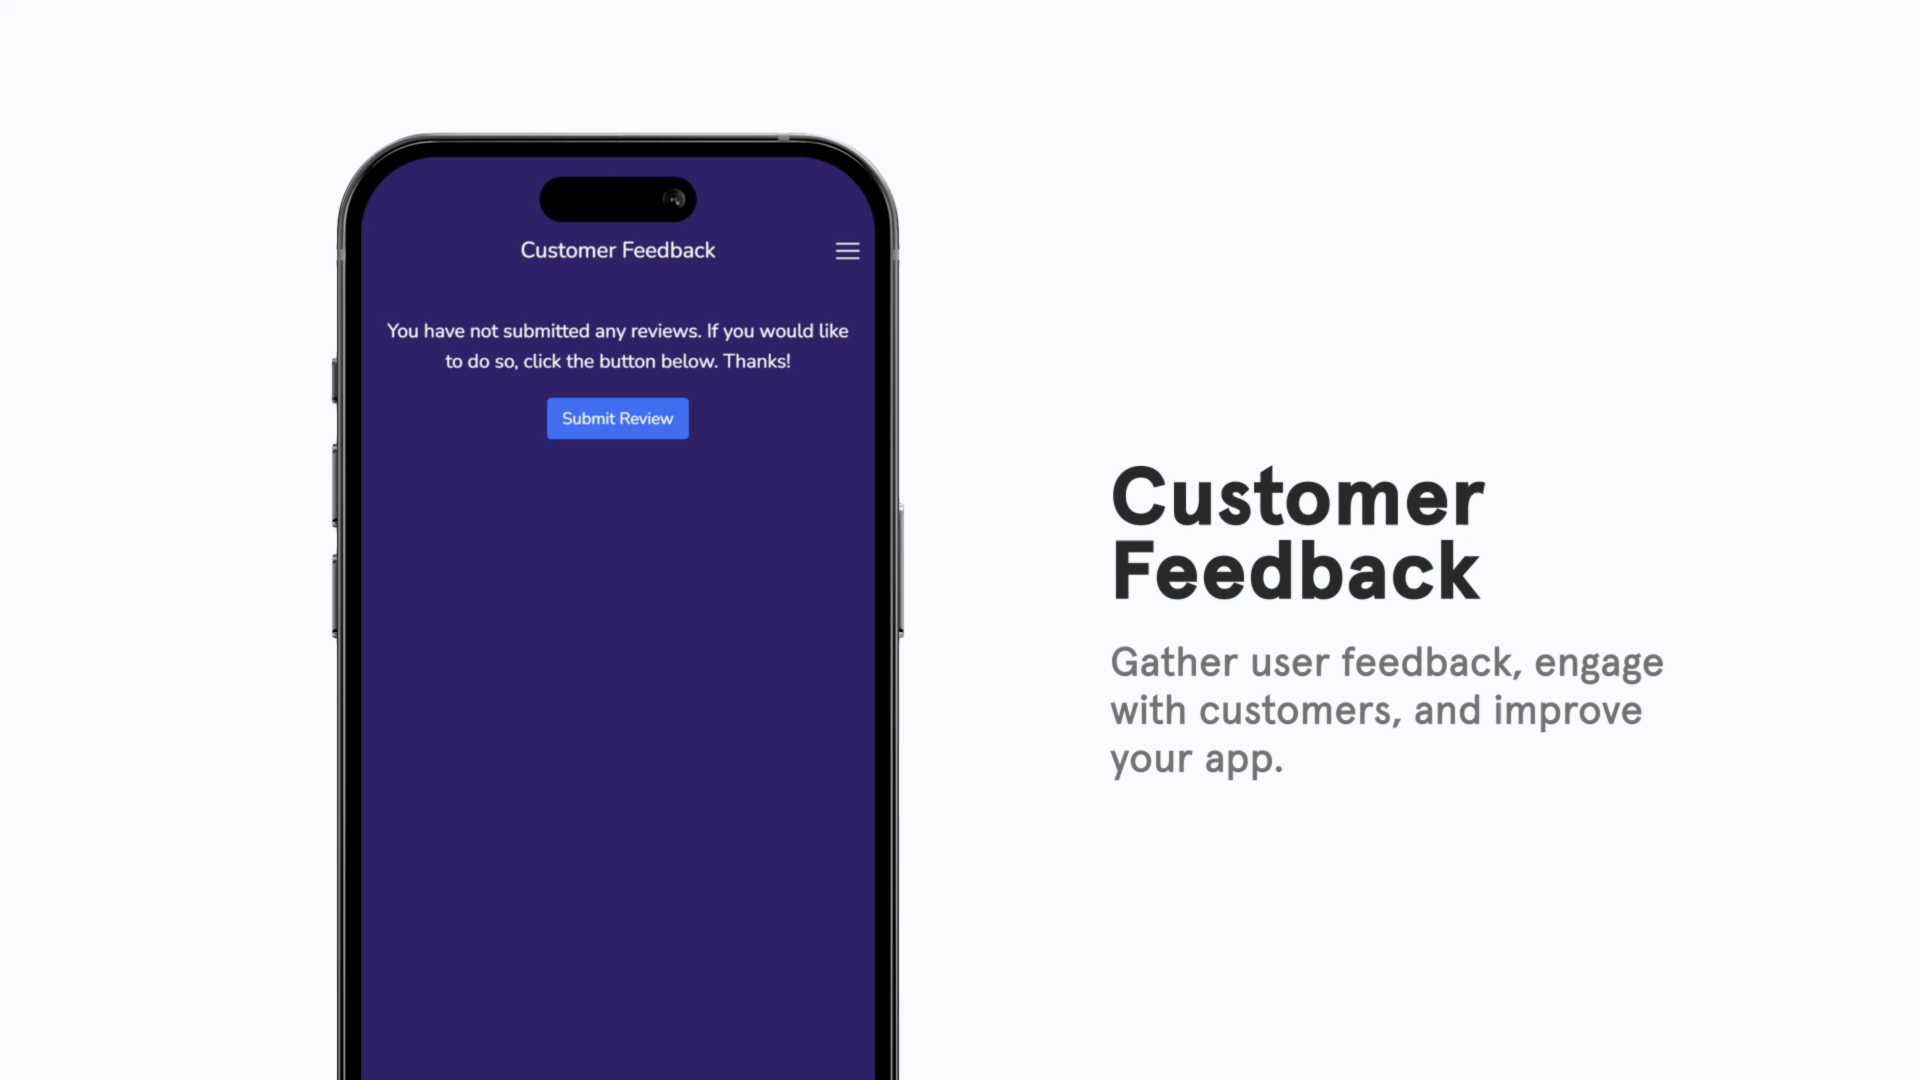 Customer Feedback
You have not submitted any reviews. If you would like
to do so, click the button below. Thanks!
Submit Review
Customer
Feedback
Gather user feedback, engage
with customers, and improve
your app.